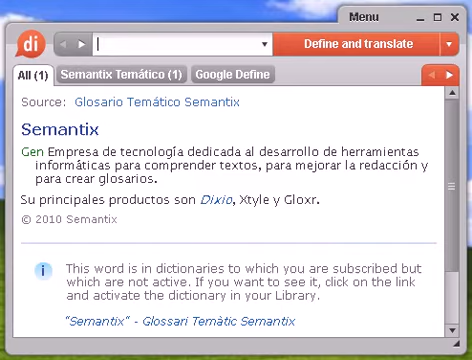 Menu
di
Define and translate
All (1)
Semantix Temático (1)
Google Define
Source: Glosario Temático Semantix
Semantix
Gen Empresa de tecnología dedicada al desarrollo de herramientas
informáticas para comprender textos, para mejorar la redacción y
para crear glosarios.
Su principales productos son Dixio, Xtyle y Gloxr.
© 2010 Semantix
i
This word is in dictionaries to which you are subscribed but
which are not active. If you want to see it, click on the link
and activate the dictionary in your Library.
"Semantix" - Glossari Temàtic Semantix